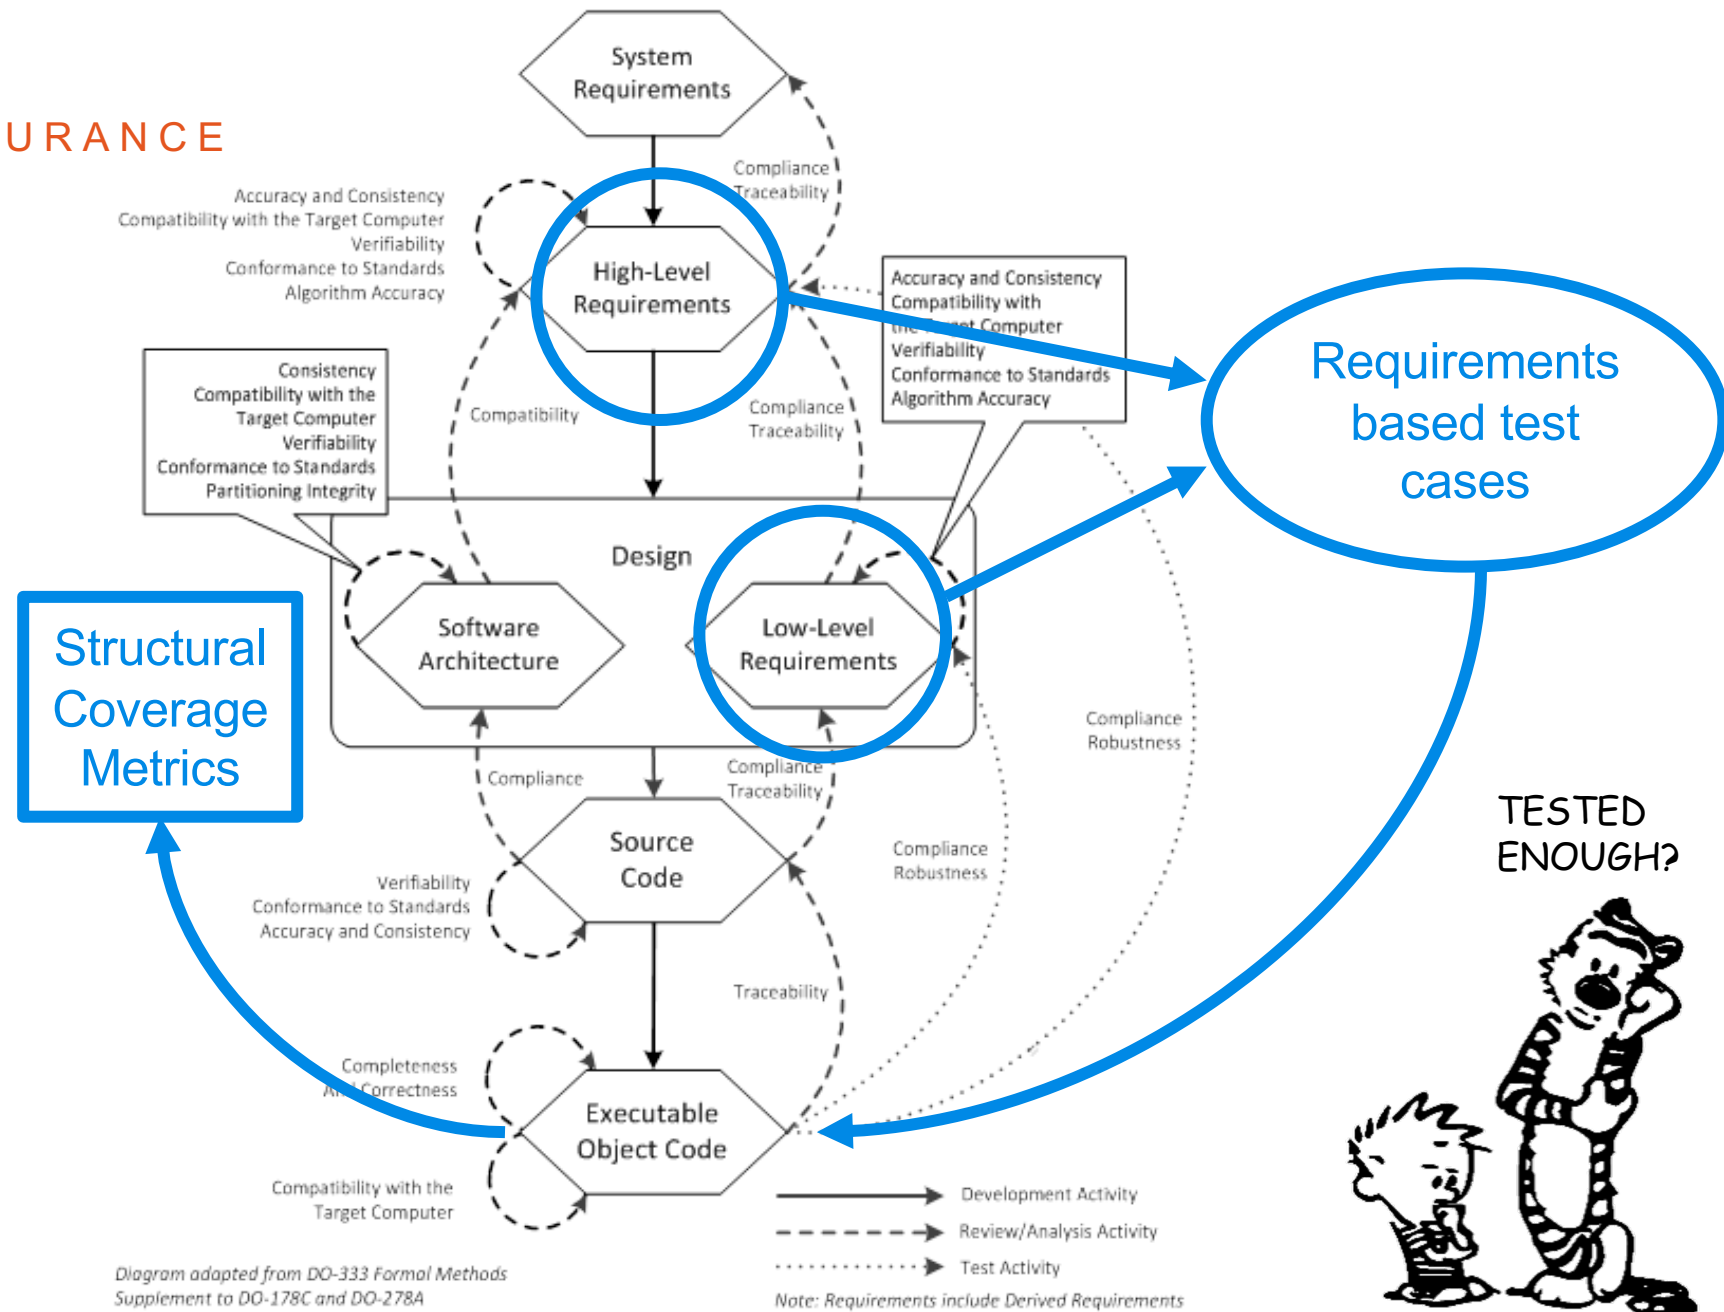 URANCE
System
Requirements
Compliance
Traceability
Accuracy and Consistency
Compatibility with the Target Computer
Verifiability
Conformance to Standards
Algorithm Accuracy
High-Level
Requirements
Accuracy and Consistency
Compatibility with
the Target Computer
Verifiability
Conformance to Standards
Algorithm Accuracy
Requirements
based test
cases
Consistency
Compatibility with the
Target Computer
Verifiability
Conformance to Standards
Partitioning Integrity
Compatibility
Compliance
Traceability
Design
Software
Architecture
Low-Level
Requirements
Structural
Coverage
Metrics
Compliance
Robustness
Compliance
Compliance
Traceability
Source
Code
Compliance
Robustness
TESTED
ENOUGH?
Verifiability
Conformance to Standards
Accuracy and Consistency
Traceability
Completeness
And Correctness
Executable
Object Code
Compatibility with the
Target Computer
Development Activity
Review/Analysis Activity
Test Activity
Diagram adapted from DO-333 Formal Methods
Supplement to DO-178C and DO-278A
Note: Requirements include Derived Requirements